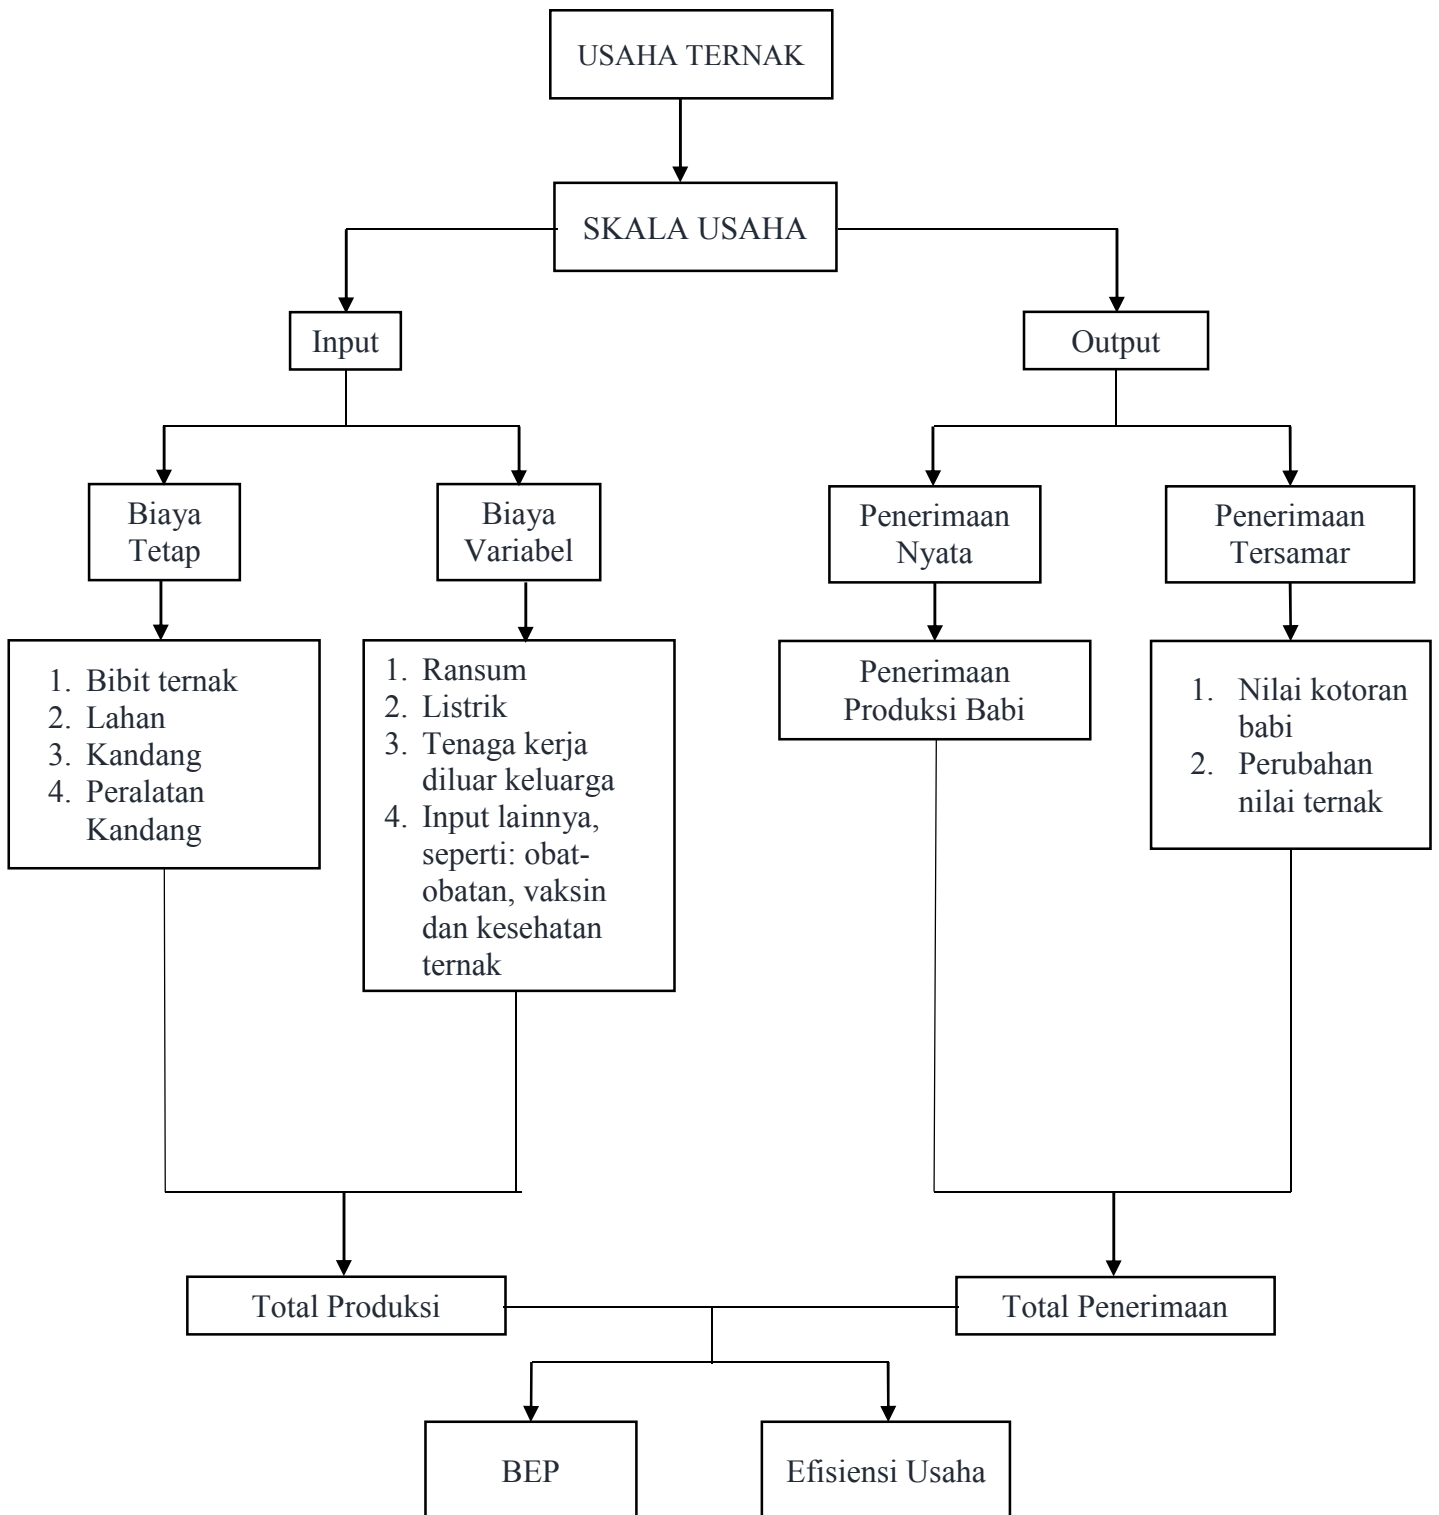 USAHA TERNAK
SKALA USAHA
Input
Output
Biaya
Tetap
Biaya
Variabel
Penerimaan
Nyata
Penerimaan
Tersamar
1. Bibit ternak
2. Lahan
3. Kandang
4. Peralatan
Kandang
1. Ransum
2. Listrik
3. Tenaga kerja
diluar keluarga
4. Input lainnya,
seperti: obat-
obatan, vaksin
dan kesehatan
ternak
Penerimaan
Produksi Babi
1. Nilai kotoran
babi
2. Perubahan
nilai ternak
Total Produksi
Total Penerimaan
BEP
Efisiensi Usaha